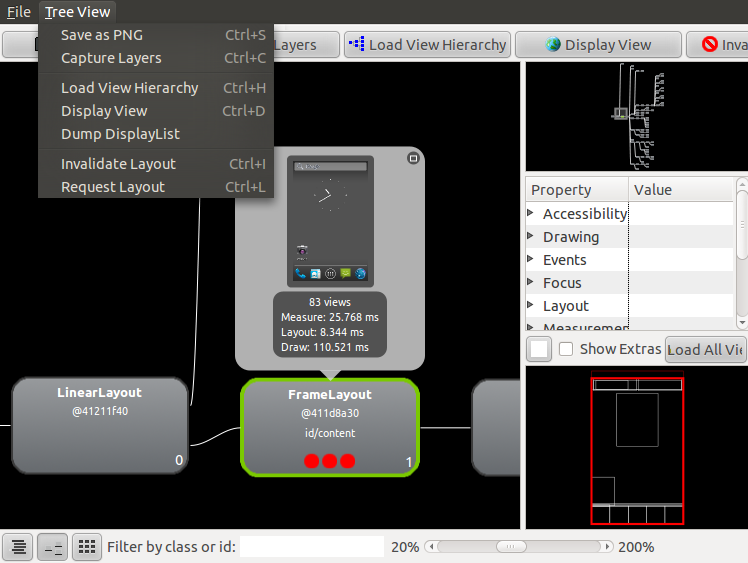 File Tree View
Save as PNG Ctrl+S
Capture Layers Ctrl+C
Load View Hierarchy Ctrl+H
Display View Ctrl+D
Dump DisplayList
Invalidate Layout Ctrl+I
Request Layout Ctrl+L
ayers
Load View Hierarchy
Display View
Inva
83 views
Measure: 25.768 ms
Layout: 8.344 ms
Draw: 110.521 ms
LinearLayout
@41211f40
0
FrameLayout
@411d8a30
id/content
1
Property Value
Accessibility
Drawing
Events
Focus
Layout
Measuremen
Show Extras
Load All Vie
Filter by class or id:
20% 200%